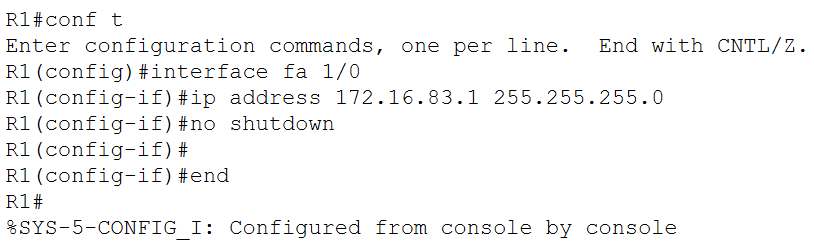 R1#conf t
Enter configuration commands, one per line.  End with CNTL/Z.
R1(config)#interface fa 1/0
R1(config-if)#ip address 172.16.83.1 255.255.255.0
R1(config-if)#no shutdown
R1(config-if)#
R1(config-if)#end
R1#
%SYS-5-CONFIG_I: Configured from console by console